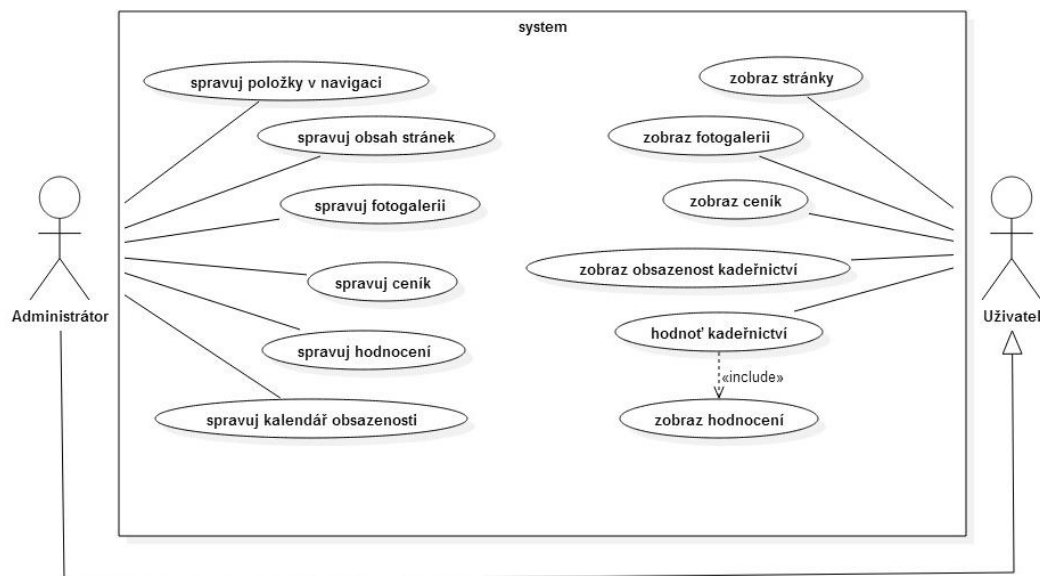 system
spravuj položky v navigaci
zobraz stránky
spravuj obsah stránek
zobraz fotogalerii
spravuj fotogalerii
zobraz ceník
zobraz obsazenost kadeřnictví
spravuj ceník
Administrátor
Uživatel
hodnoť kadeřnictví
spravuj hodnocení
«include»
spravuj kalendář obsazenosti
zobraz hodnocení